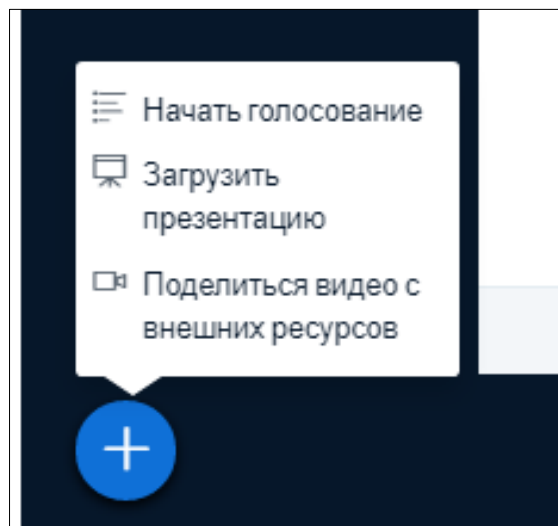 Начать голосование
Загрузить
презентацию
Поделиться видео с
внешних ресурсов